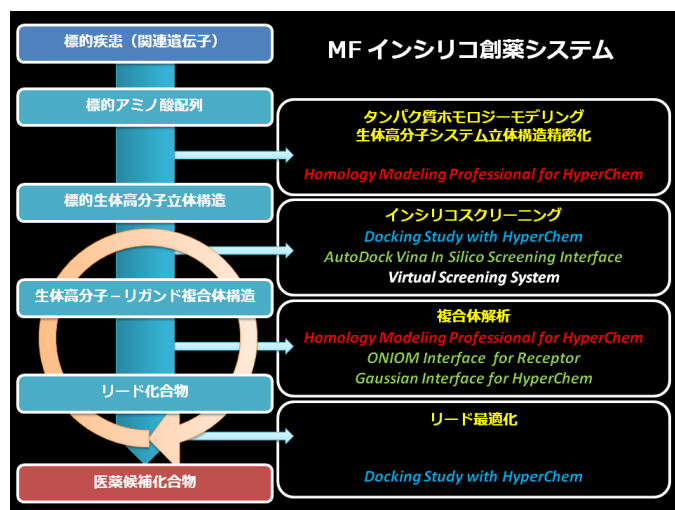 標的疾患（関連遺伝子）
MF インシリコ創薬システム
標的アミノ酸配列
タンパク質ホモロジーモデリング
生体高分子システム立体構造精密化
Homology Modeling Professional for HyperChem
標的生体高分子立体構造
インシリコスクリーニング
Docking Study with HyperChem
AutoDock Vina In Silico Screening Interface
Virtual Screening System
生体高分子－リガンド複合体構造
複合体解析
Homology Modeling Professional for HyperChem
ONIOM Interface for Receptor
Gaussian Interface for HyperChem
リード化合物
リード最適化
Docking Study with HyperChem
医薬候補化合物